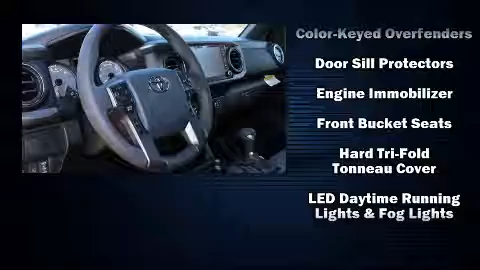 Color-Keyed Overfenders
Door Sill Protectors
Engine Immobilizer
Front Bucket Seats
Hard Tri-Fold
Tonneau Cover
LED Daytime Running
Lights & Fog Lights